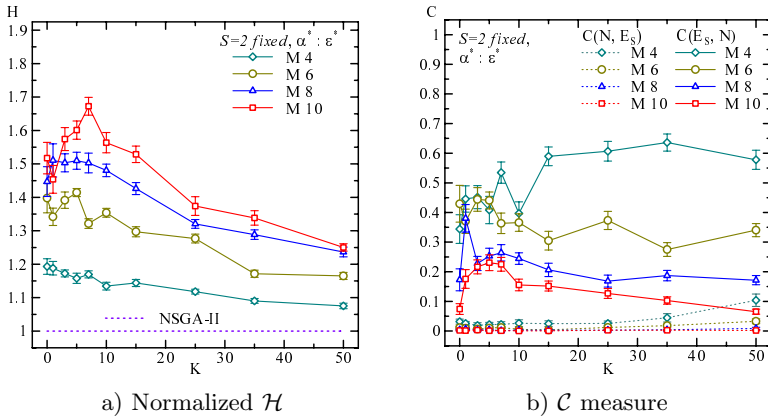 H
1.9
1.8
1.7
1.6
1.5
1.4
1.3
1.2
1.1
1
0 10 20 30 40 50
K
S=2 fixed, α* : ε*
M 4
M 6
M 8
M 10
NSGA-II
a) Normalized ℋ
C
1
0.9
0.8
0.7
0.6
0.5
0.4
0.3
0.2
0.1
0
0 10 20 30 40 50
K
S=2 fixed,
α* : ε*
C(N, E_S) C(E_S, N)
M 4 M 4
M 6 M 6
M 8 M 8
M 10 M 10
b) 𝒞 measure